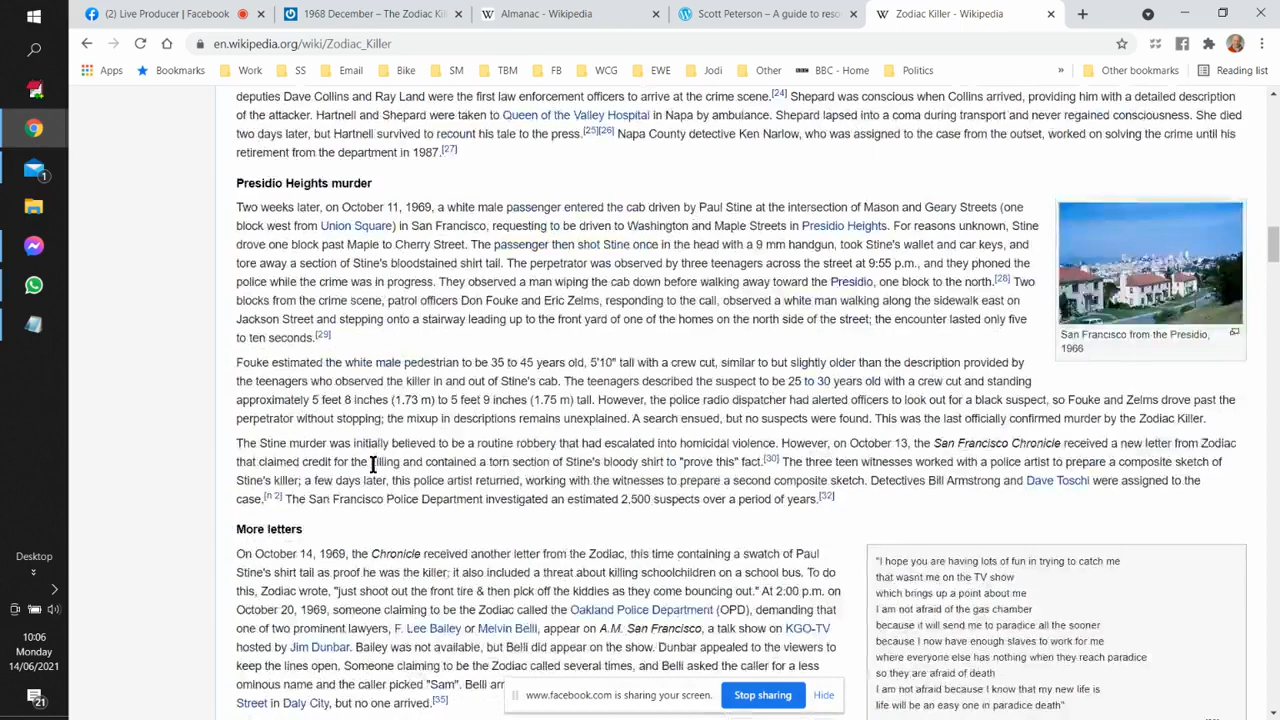 (2) Live Producer | Facebook
1968 December – The Zodiac Kil
Almanac - Wikipedia
Scott Peterson – A guide to reso
Zodiac Killer - Wikipedia
en.wikipedia.org/wiki/Zodiac_Killer
Apps Bookmarks Work SS Email Bike SM TBM FB WCG EWE Jodi Other BBC - Home Politics » Other bookmarks Reading list
deputies Dave Collins and Ray Land were the first law enforcement officers to arrive at the crime scene.[24] Shepard was conscious when Collins arrived, providing him with a detailed description
of the attacker. Hartnell and Shepard were taken to Queen of the Valley Hospital in Napa by ambulance. Shepard lapsed into a coma during transport and never regained consciousness. She died
two days later, but Hartnell survived to recount his tale to the press.[25][26] Napa County detective Ken Narlow, who was assigned to the case from the outset, worked on solving the crime until his
retirement from the department in 1987.[27]
Presidio Heights murder
Two weeks later, on October 11, 1969, a white male passenger entered the cab driven by Paul Stine at the intersection of Mason and Geary Streets (one
block west from Union Square) in San Francisco, requesting to be driven to Washington and Maple Streets in Presidio Heights. For reasons unknown, Stine
drove one block past Maple to Cherry Street. The passenger then shot Stine once in the head with a 9 mm handgun, took Stine's wallet and car keys, and
tore away a section of Stine's bloodstained shirt tail. The perpetrator was observed by three teenagers across the street at 9:55 p.m., and they phoned the
police while the crime was in progress. They observed a man wiping the cab down before walking away toward the Presidio, one block to the north.[28] Two
blocks from the crime scene, patrol officers Don Fouke and Eric Zelms, responding to the call, observed a white man walking along the sidewalk east on
Jackson Street and stepping onto a stairway leading up to the front yard of one of the homes on the north side of the street; the encounter lasted only five
to ten seconds.[29]
San Francisco from the Presidio,
1966
Fouke estimated the white male pedestrian to be 35 to 45 years old, 5'10" tall with a crew cut, similar to but slightly older than the description provided by
the teenagers who observed the killer in and out of Stine's cab. The teenagers described the suspect to be 25 to 30 years old with a crew cut and standing
approximately 5 feet 8 inches (1.73 m) to 5 feet 9 inches (1.75 m) tall. However, the police radio dispatcher had alerted officers to look out for a black suspect, so Fouke and Zelms drove past the
perpetrator without stopping; the mixup in descriptions remains unexplained. A search ensued, but no suspects were found. This was the last officially confirmed murder by the Zodiac Killer.
The Stine murder was initially believed to be a routine robbery that had escalated into homicidal violence. However, on October 13, the San Francisco Chronicle received a new letter from Zodiac
that claimed credit for the killing and contained a torn section of Stine's bloody shirt to "prove this" fact.[30] The three teen witnesses worked with a police artist to prepare a composite sketch of
Stine's killer; a few days later, this police artist returned, working with the witnesses to prepare a second composite sketch. Detectives Bill Armstrong and Dave Toschi were assigned to the
case.[n 2] The San Francisco Police Department investigated an estimated 2,500 suspects over a period of years.[32]
More letters
On October 14, 1969, the Chronicle received another letter from the Zodiac, this time containing a swatch of Paul
Stine's shirt tail as proof he was the killer; it also included a threat about killing schoolchildren on a school bus. To do
this, Zodiac wrote, "just shoot out the front tire & then pick off the kiddies as they come bouncing out." At 2:00 p.m. on
October 20, 1969, someone claiming to be the Zodiac called the Oakland Police Department (OPD), demanding that
one of two prominent lawyers, F. Lee Bailey or Melvin Belli, appear on A.M. San Francisco, a talk show on KGO-TV
hosted by Jim Dunbar. Bailey was not available, but Belli did appear on the show. Dunbar appealed to the viewers to
keep the lines open. Someone claiming to be the Zodiac called several times, and Belli asked the caller for a less
ominous name and the caller picked "Sam". Belli arr
Street in Daly City, but no one arrived.[35]
"I hope you are having lots of fun in trying to catch me
that wasnt me on the TV show
which brings up a point about me
I am not afraid of the gas chamber
because it will send me to paradice all the sooner
because I now have enough slaves to work for me
where everyone else has nothing when they reach paradice
so they are afraid of death
I am not afraid because I know that my new life is
life will be an easy one in paradice death"
www.facebook.com is sharing your screen. Stop sharing Hide
1
Desktop
10:06
Monday
14/06/2021
21